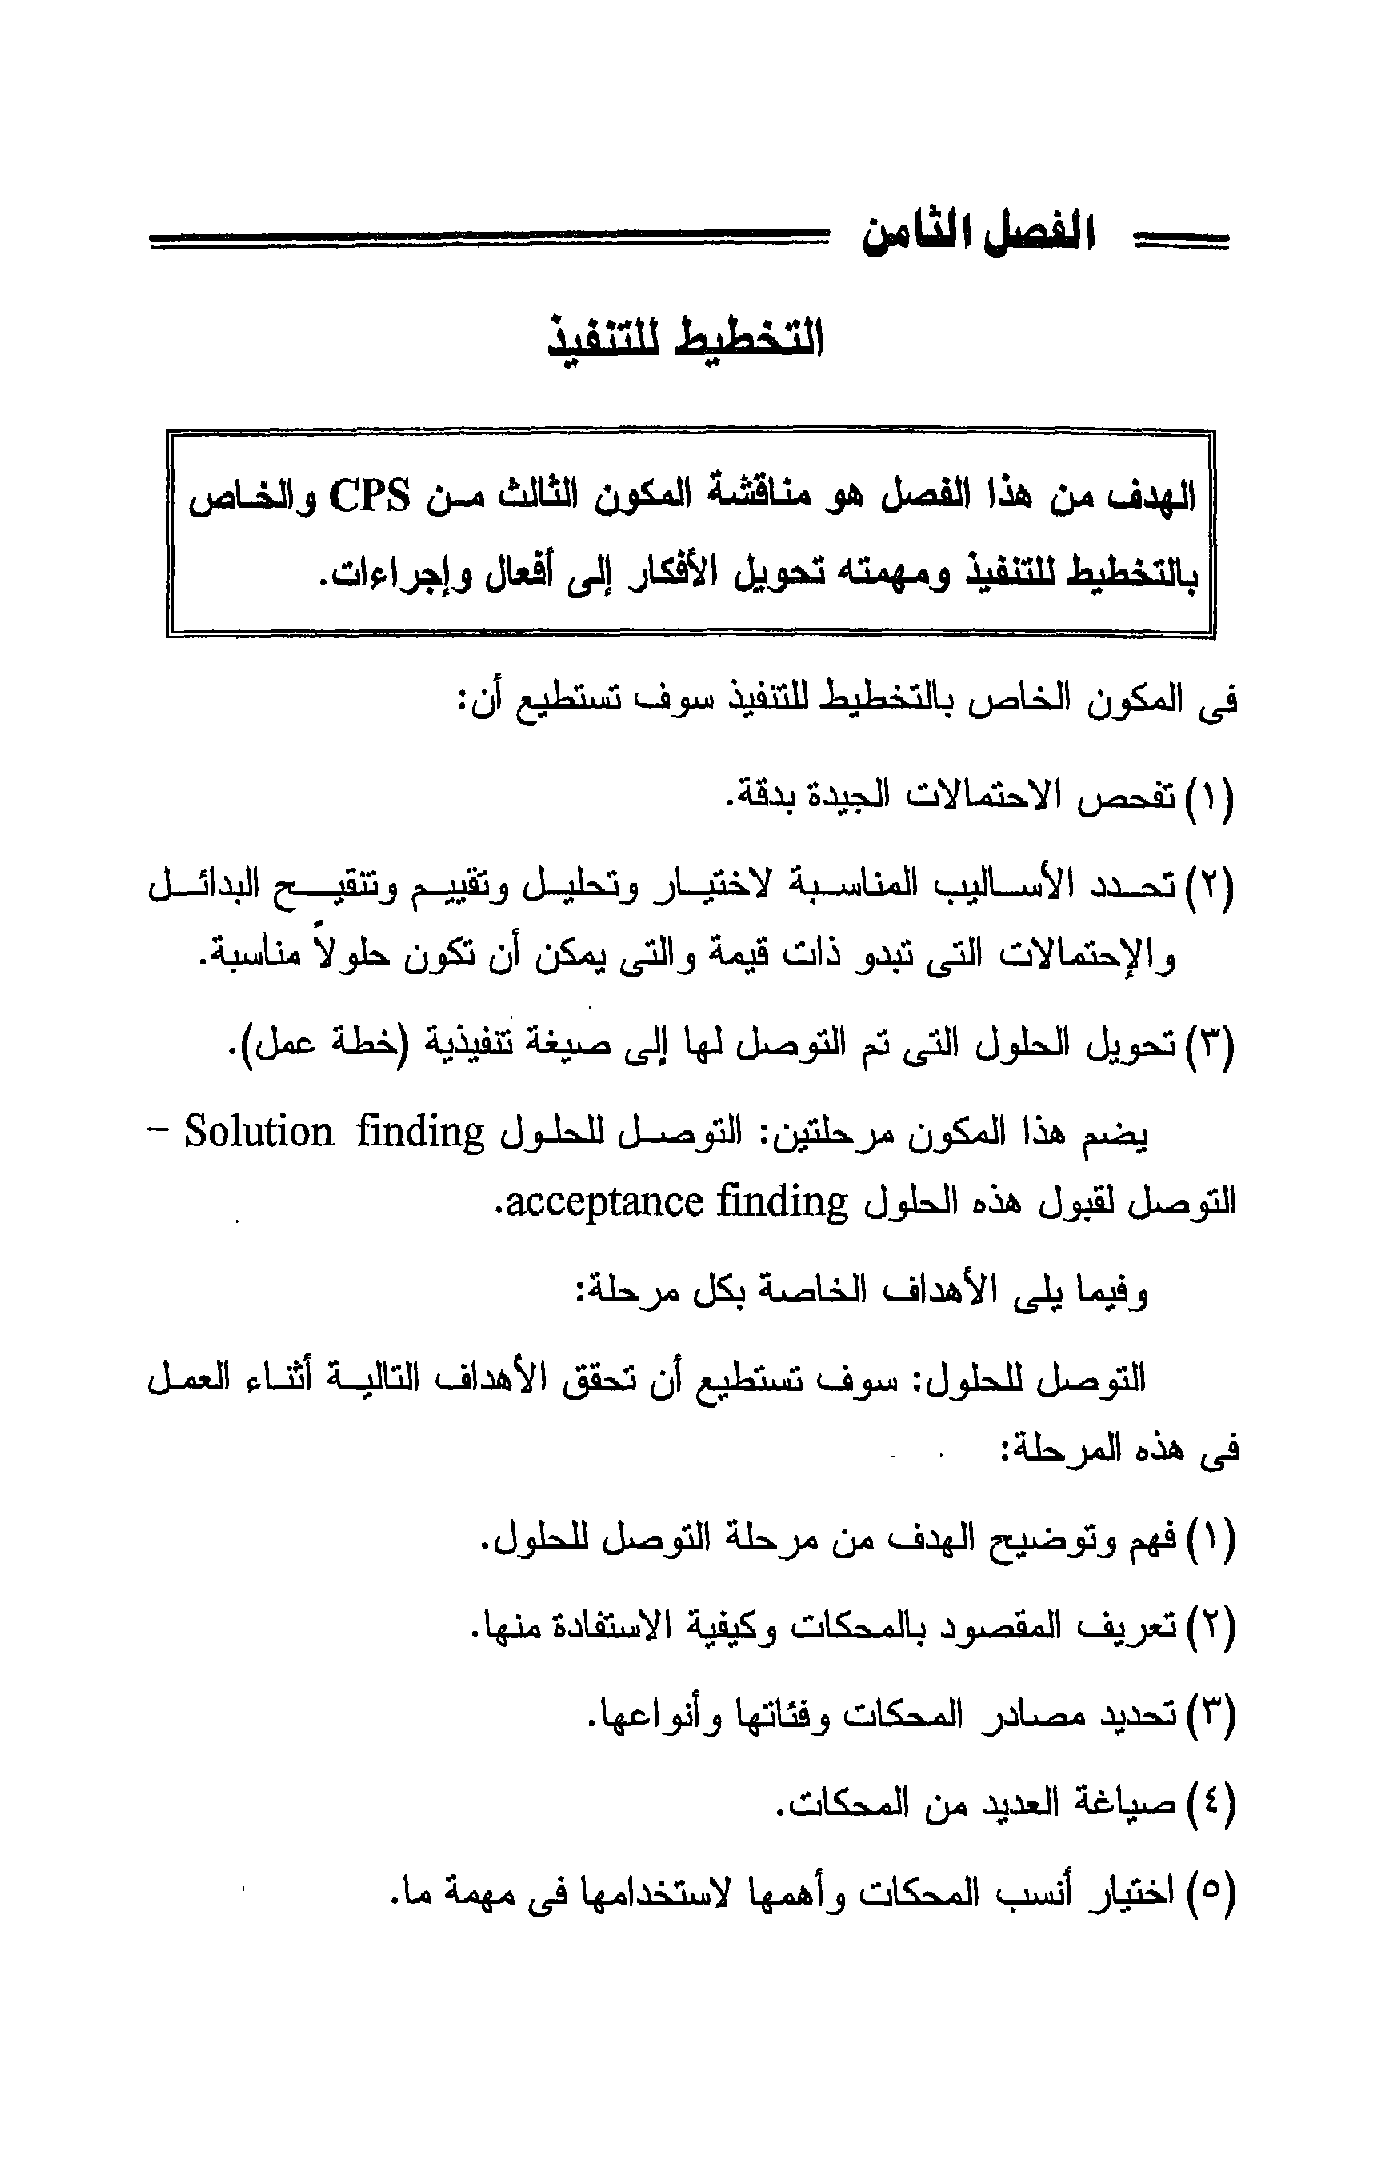 الفصل الثامن
التخطيط للتنفيذ
الهدف من هذا الفصل هو مناقشة المكون الثالث من CPS والخاص
بالتخطيط للتنفيذ ومهمته تحويل الأفكار إلى أفعال وإجراءات.
فى المكون الخاص بالتخطيط للتنفيذ سوف تستطيع أن:
(١) تفحص الاحتمالات الجيدة بدقة.
(٢) تحدد الأساليب المناسبة لاختيار وتحليل وتقييم وتنقيح البدائل
والإحتمالات التى تبدو ذات قيمة والتى يمكن أن تكون حلولاً مناسبة.
(٣) تحويل الحلول التى تم التوصل لها إلى صيغة تنفيذية (خطة عمل).
يضم هذا المكون مرحلتين: التوصل للحلول Solution finding –
التوصل لقبول هذه الحلول acceptance finding.
وفيما يلى الأهداف الخاصة بكل مرحلة:
التوصل للحلول: سوف تستطيع أن تحقق الأهداف التالية أثناء العمل
فى هذه المرحلة:
(١) فهم وتوضيح الهدف من مرحلة التوصل للحلول.
(٢) تعريف المقصود بالمحكات وكيفية الاستفادة منها.
(٣) تحديد مصادر المحكات وفئاتها وأنواعها.
(٤) صياغة العديد من المحكات.
(٥) اختيار أنسب المحكات وأهمها لاستخدامها فى مهمة ما.